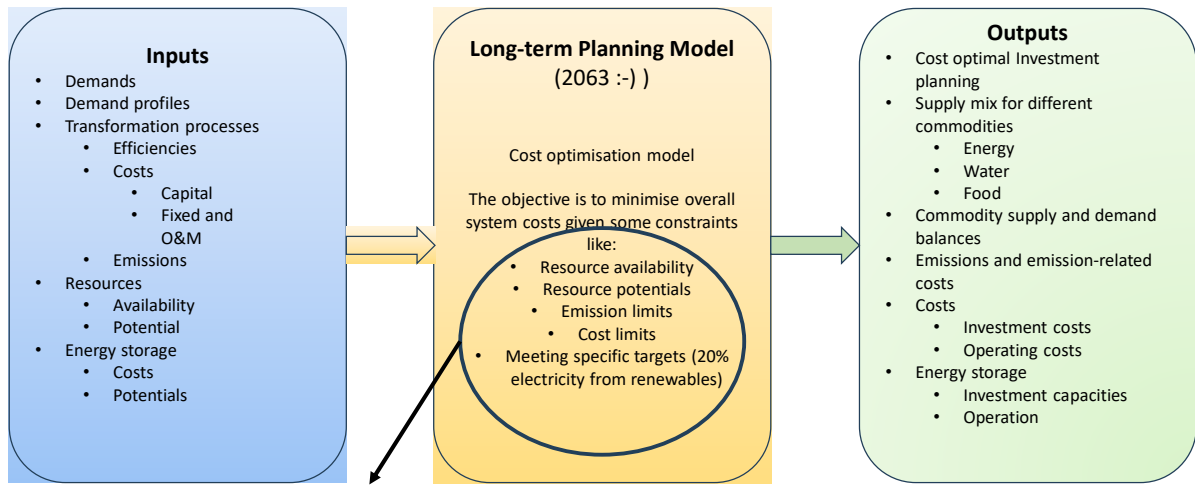 Inputs
• Demands
• Demand profiles
• Transformation processes
• Efficiencies
• Costs
• Capital
• Fixed and
O&M
• Emissions
• Resources
• Availability
• Potential
• Energy storage
• Costs
• Potentials
Long-term Planning Model
(2063 :-) )
Cost optimisation model
The objective is to minimise overall
system costs given some constraints
like:
• Resource availability
• Resource potentials
• Emission limits
• Cost limits
• Meeting specific targets (20%
electricity from renewables)
Outputs
• Cost optimal Investment
planning
• Supply mix for different
commodities
• Energy
• Water
• Food
• Commodity supply and demand
balances
• Emissions and emission-related
costs
• Costs
• Investment costs
• Operating costs
• Energy storage
• Investment capacities
• Operation